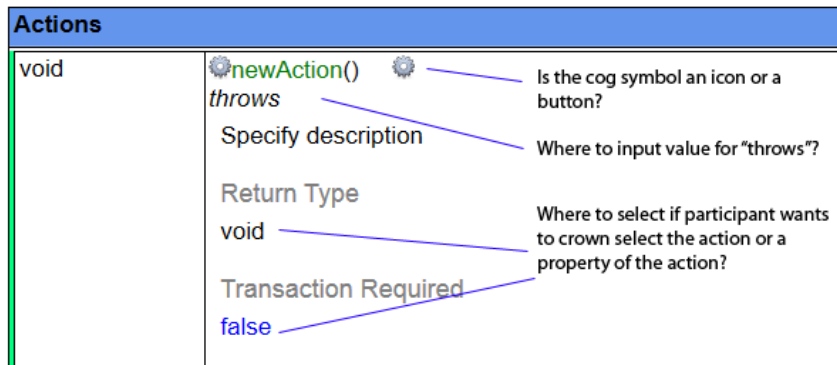 Actions
void
newAction()
throws
Specify description
Return Type
void
Transaction Required
false
Is the cog symbol an icon or a
button?
Where to input value for “throws”?
Where to select if participant wants
to crown select the action or a
property of the action?